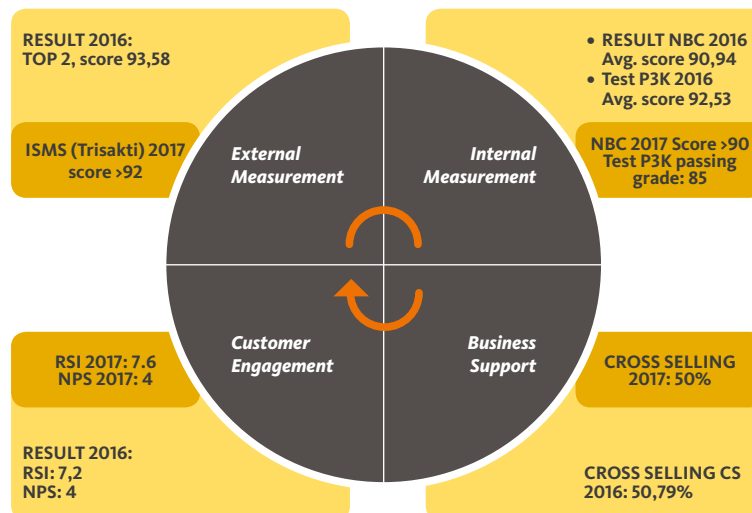 RESULT 2016:
TOP 2, score 93,58
ISMS (Trisakti) 2017
score >92
External
Measurement
• RESULT NBC 2016
Avg. score 90,94
• Test P3K 2016
Avg. score 92,53
NBC 2017 Score >90
Test P3K passing
grade: 85
Internal
Measurement
Customer
Engagement
RSI 2017: 7.6
NPS 2017: 4
RESULT 2016:
RSI: 7,2
NPS: 4
Business
Support
CROSS SELLING
2017: 50%
CROSS SELLING CS
2016: 50,79%